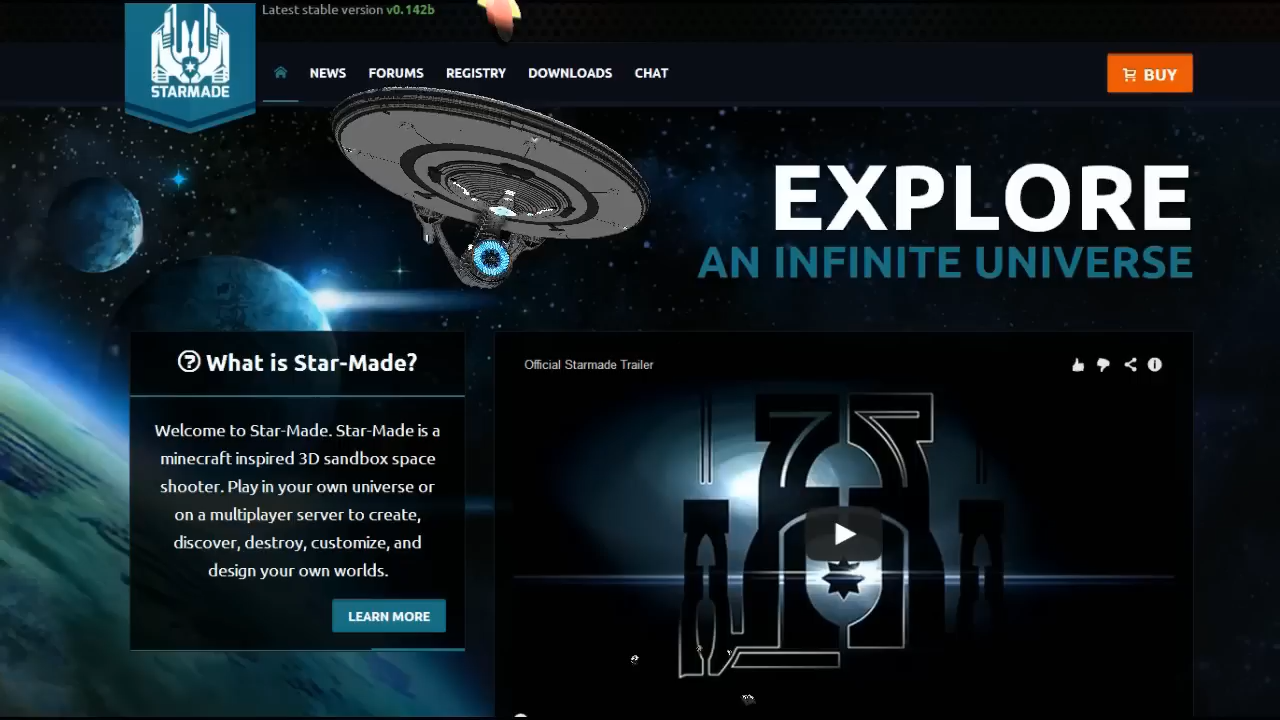 Latest stable version v0.142b
STARMADE
NEWS FORUMS REGISTRY DOWNLOADS CHAT
BUY
EXPLORE
AN INFINITE UNIVERSE
What is Star-Made?
Welcome to Star-Made. Star-Made is a
minecraft inspired 3D sandbox space
shooter. Play in your own universe or
on a multiplayer server to create,
discover, destroy, customize, and
design your own worlds.
LEARN MORE
Official Starmade Trailer